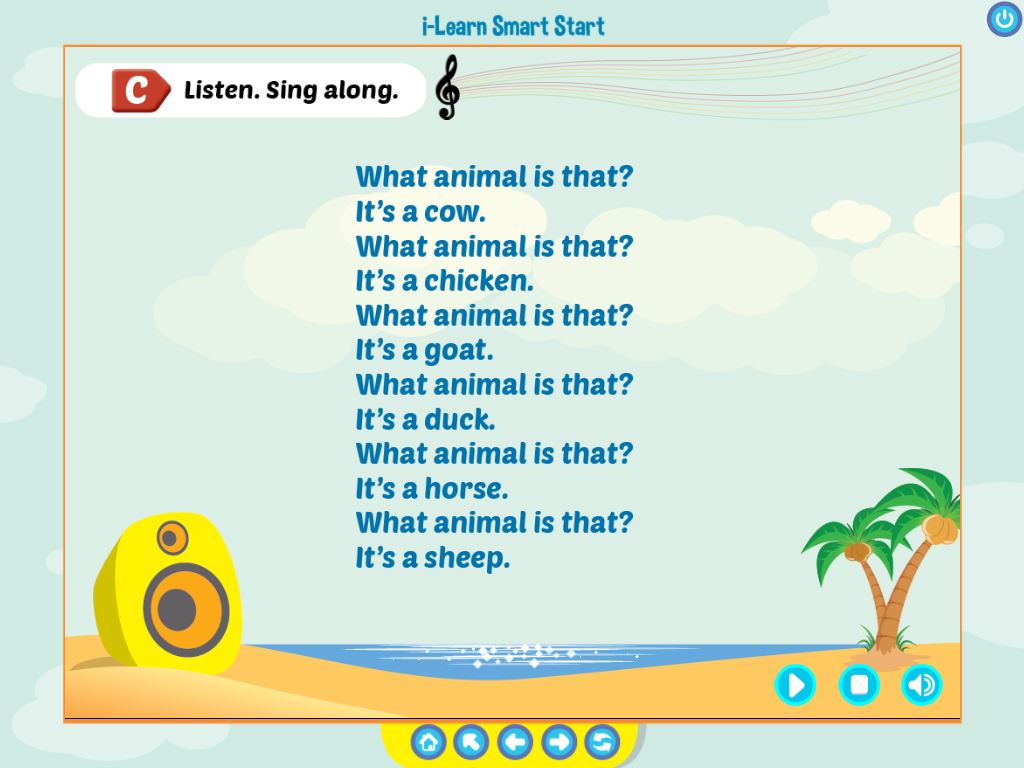 i-Learn Smart Start
C Listen. Sing along.
What animal is that?
It's a cow.
What animal is that?
It's a chicken.
What animal is that?
It's a goat.
What animal is that?
It's a duck.
What animal is that?
It's a horse.
What animal is that?
It's a sheep.